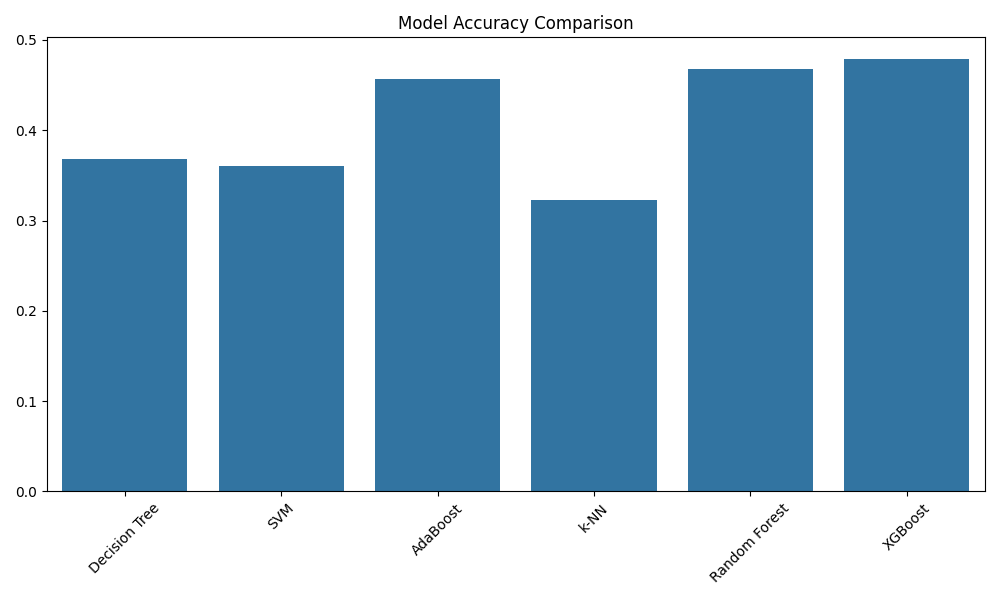 Model Accuracy Comparison
0.5
0.4
0.3
0.2
0.1
0.0
Decision Tree
SVM
AdaBoost
k-NN
Random Forest
XGBoost